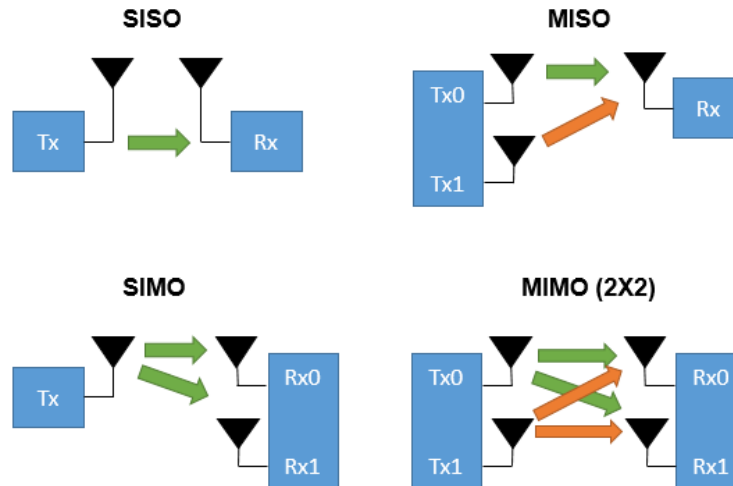 SISO
MISO
Tx
Rx
Tx0
Tx1
Rx
SIMO
MIMO (2X2)
Tx
Rx0
Rx1
Tx0
Tx1
Rx0
Rx1